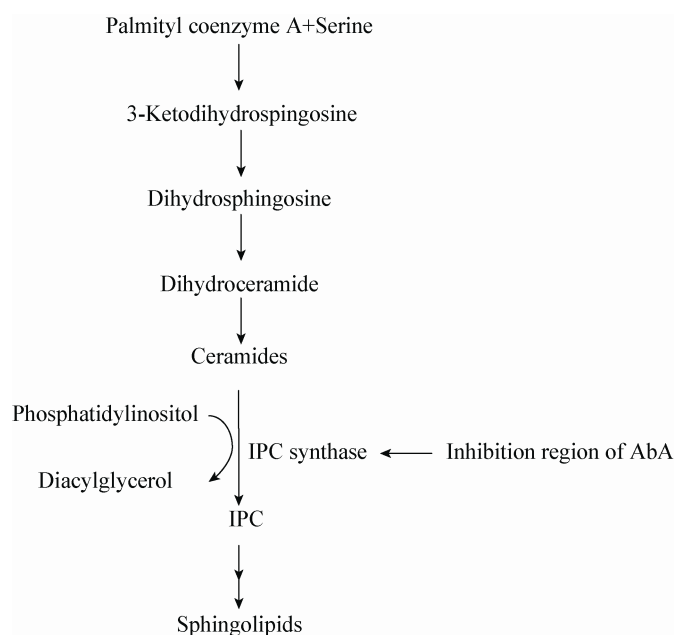 Palmityl coenzyme A+Serine
3-Ketodihydrospingosine
Dihydrosphingosine
Dihydroceramide
Ceramides
Phosphatidylinositol
IPC synthase
Inhibition region of AbA
Diacylglycerol
IPC
Sphingolipids